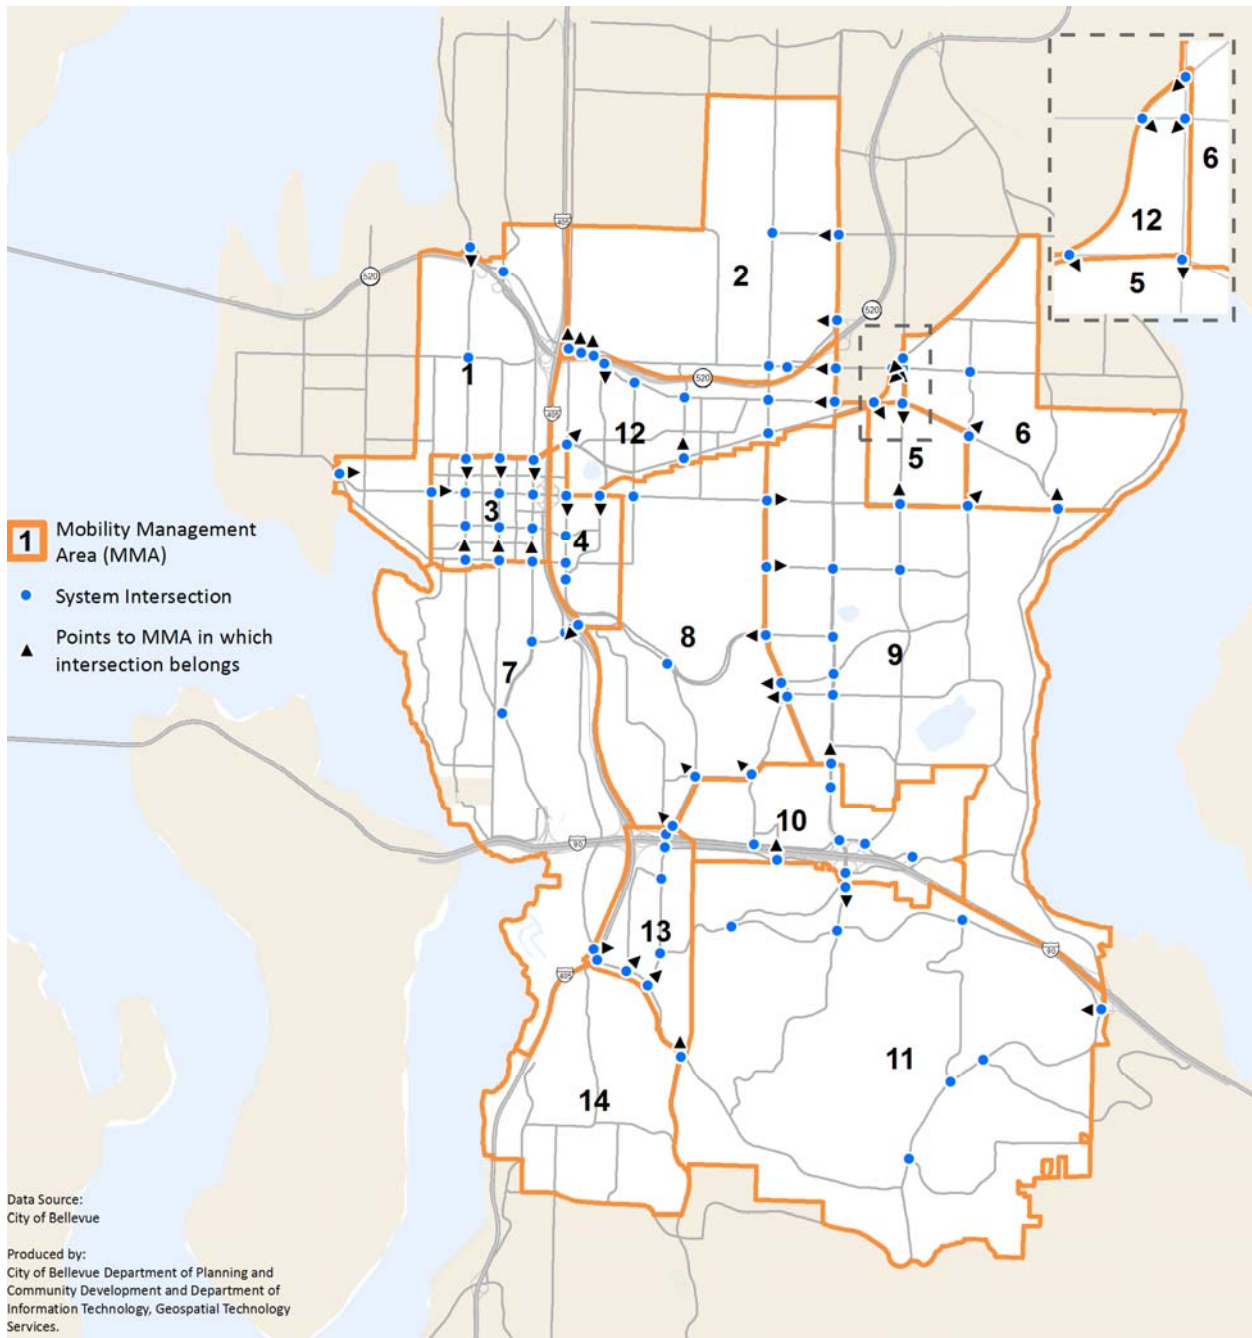 405
520
2
12
6
5
520
520
1
405
12
6
5
3
4
1
Mobility Management
Area (MMA)
System Intersection
Points to MMA in which
intersection belongs
8
9
7
10
90
13
90
405
11
14
Data Source:
City of Bellevue
Produced by:
City of Bellevue Department of Planning and
Community Development and Department of
Information Technology, Geospatial Technology
Services.